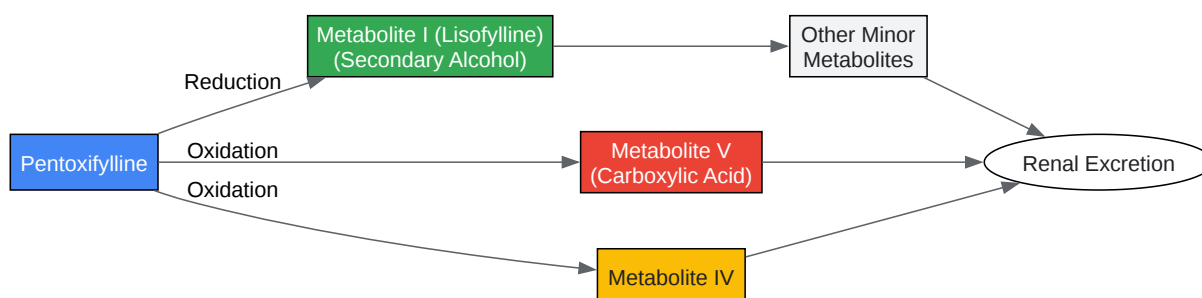 Metabolite I (Lisofylline)
(Secondary Alcohol)
Other Minor
Metabolites
Reduction
Pentoxifylline
Oxidation
Metabolite V
(Carboxylic Acid)
Renal Excretion
Oxidation
Metabolite IV